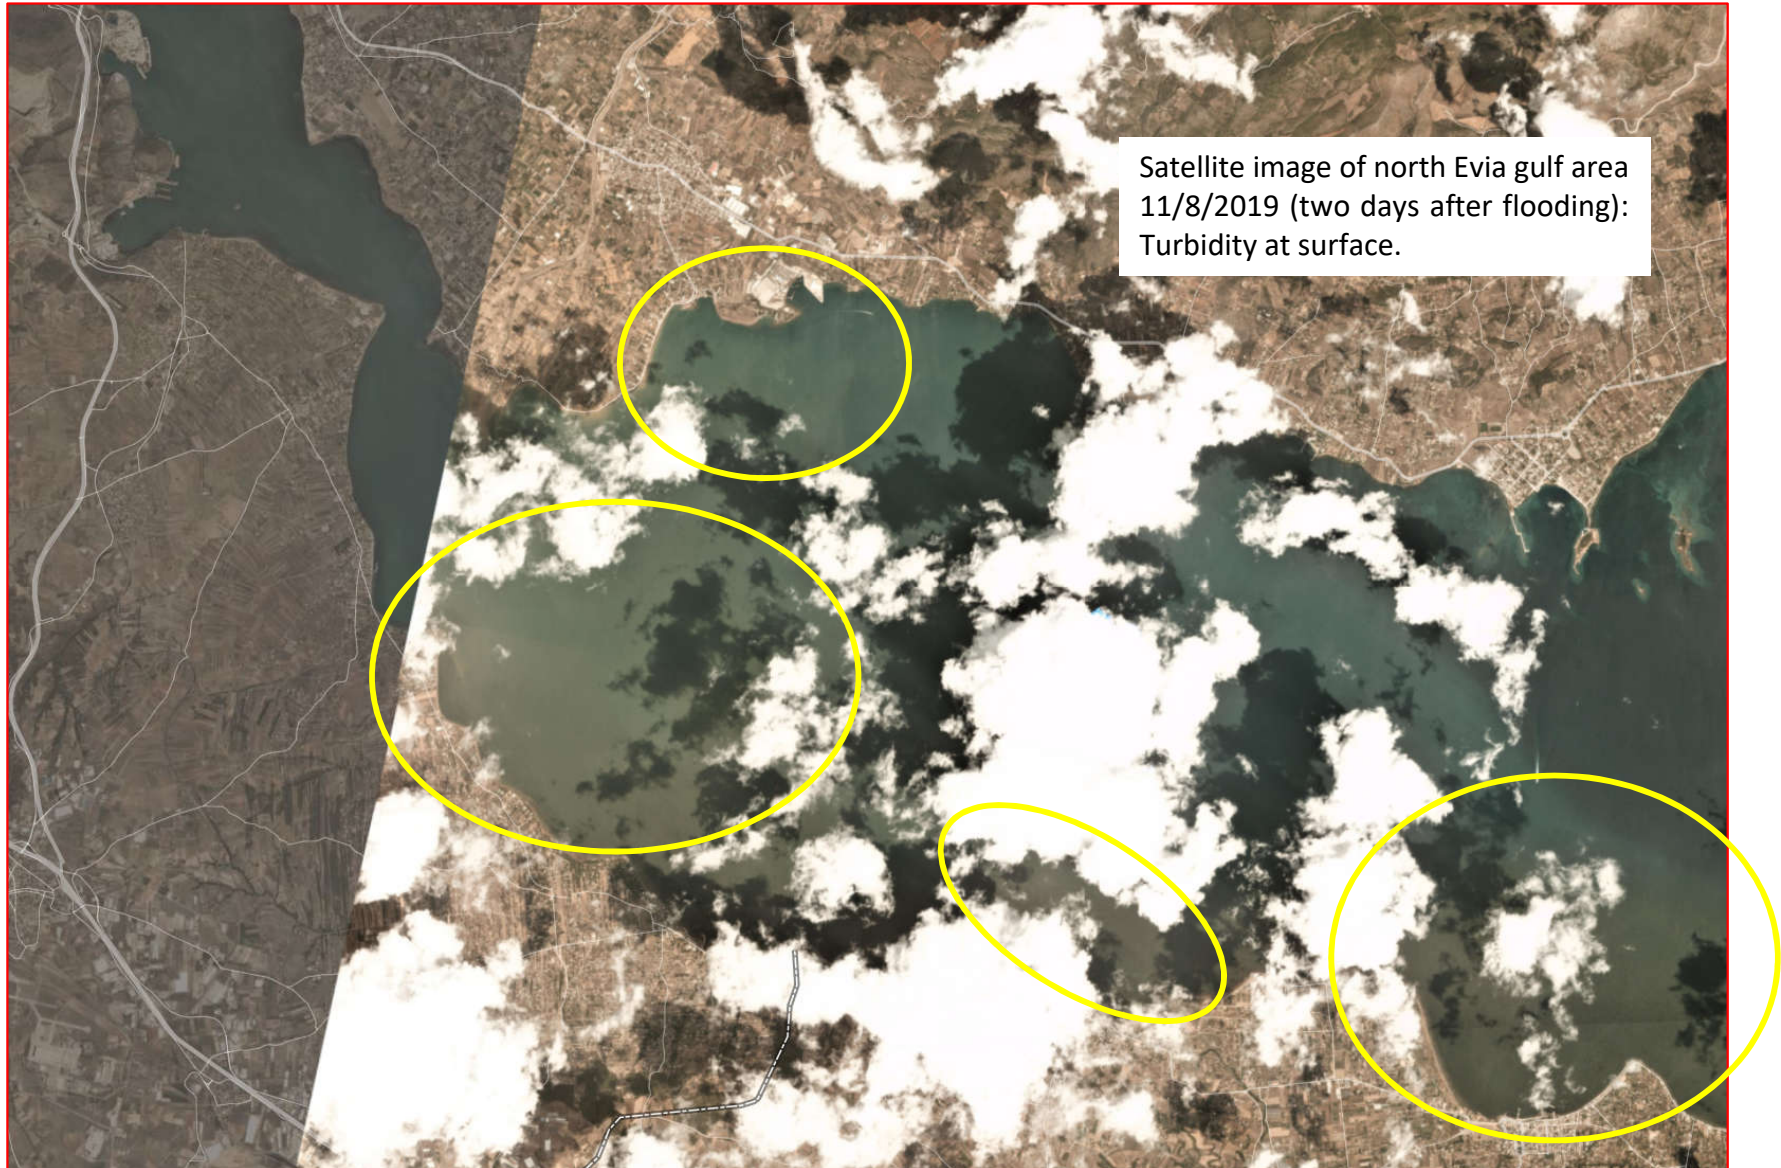 Satellite image of north Evia gulf area
11/8/2019 (two days after flooding):
Turbidity at surface.